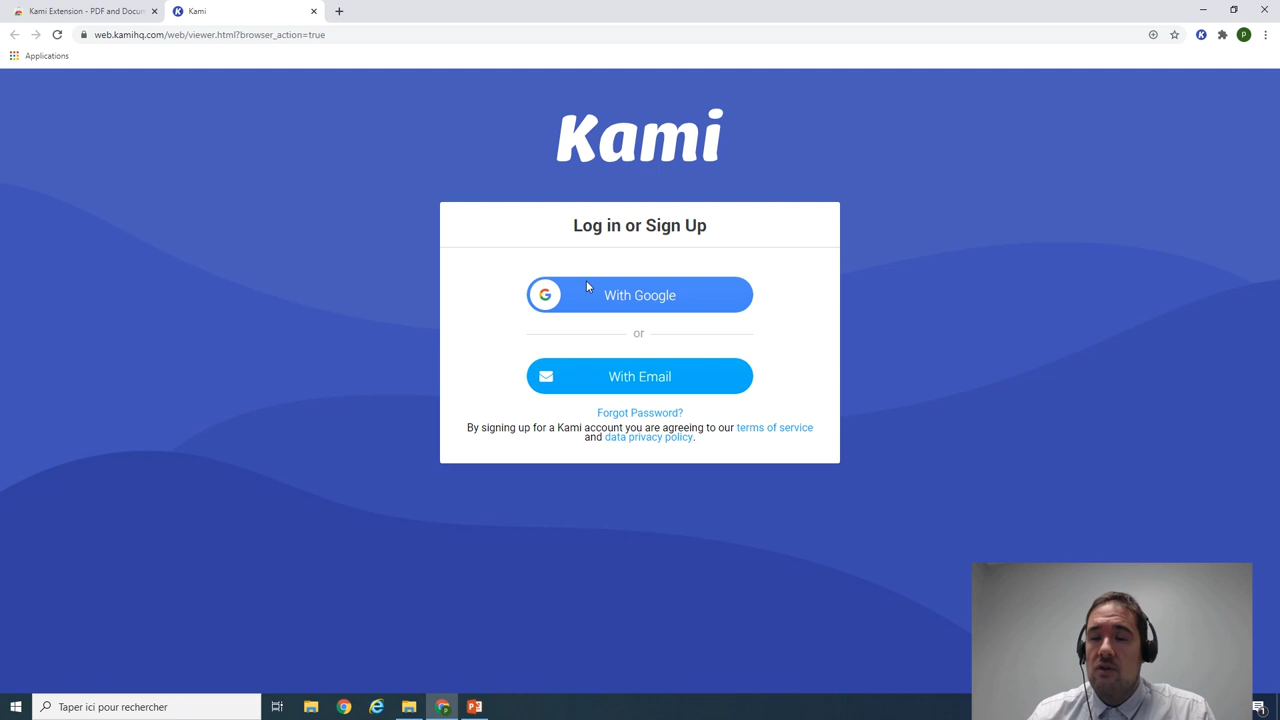 Kami Extension - PDF and Docum
Kami
web.kamihq.com/web/viewer.html?browser_action=true
P
Applications
Kami
Log in or Sign Up
With Google
or
With Email
Forgot Password?
By signing up for a Kami account you are agreeing to our terms of service
and data privacy policy.
Taper ici pour rechercher